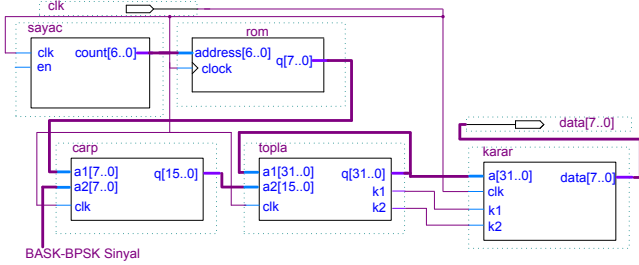 clk
sayac
clk
count[6..0]
en
rom
address[6..0]
q[7..0]
clock
data[7..0]
carp
a1[7..0]
q[15..0]
a2[7..0]
clk
topla
a1[31..0]
q[31..0]
a2[15..0]
k1
clk
k2
karar
a[31..0]
data[7..0]
clk
k1
k2
BASK-BPSK Sinyal